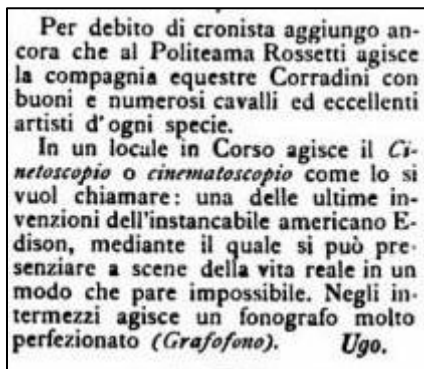 Per debito di cronista aggiungo an-
cora che al Politeama Rossetti agisce
la compagnia equestre Corradini con
buoni e numerosi cavalli ed eccellenti
artisti d'ogni specie.
In un locale in Corso agisce il Ci-
netoscopio o cinematoscopio come lo si
vuol chiamare: una delle ultime in-
venzioni dell'instancabile americano E-
dison, mediante il quale si può pre-
senziare a scene della vita reale in un
modo che pare impossibile. Negli in-
termezzi agisce un fonografo molto
perfezionato (Grafofono). Ugo.